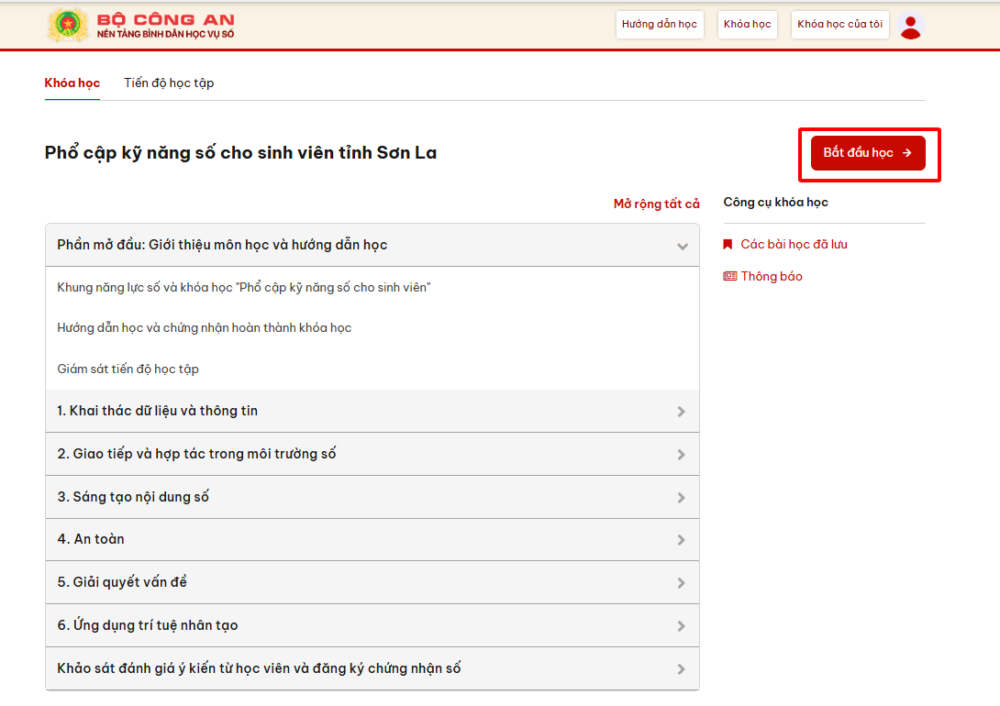 BỘ CÔNG AN
NỀN TẢNG BÌNH DÂN HỌC VỤ SỐ
Hướng dẫn học
Khóa học
Khóa học của tôi
Khóa học
Tiến độ học tập
Phổ cập kỹ năng số cho sinh viên tỉnh Sơn La
Bắt đầu học →
Mở rộng tất cả
Công cụ khóa học
Phần mở đầu: Giới thiệu môn học và hướng dẫn học
Các bài học đã lưu
Thông báo
Khung năng lực số và khóa học "Phổ cập kỹ năng số cho sinh viên"
Hướng dẫn học và chứng nhận hoàn thành khóa học
Giám sát tiến độ học tập
1. Khai thác dữ liệu và thông tin
2. Giao tiếp và hợp tác trong môi trường số
3. Sáng tạo nội dung số
4. An toàn
5. Giải quyết vấn đề
6. Ứng dụng trí tuệ nhân tạo
Khảo sát đánh giá ý kiến từ học viên và đăng ký chứng nhận số